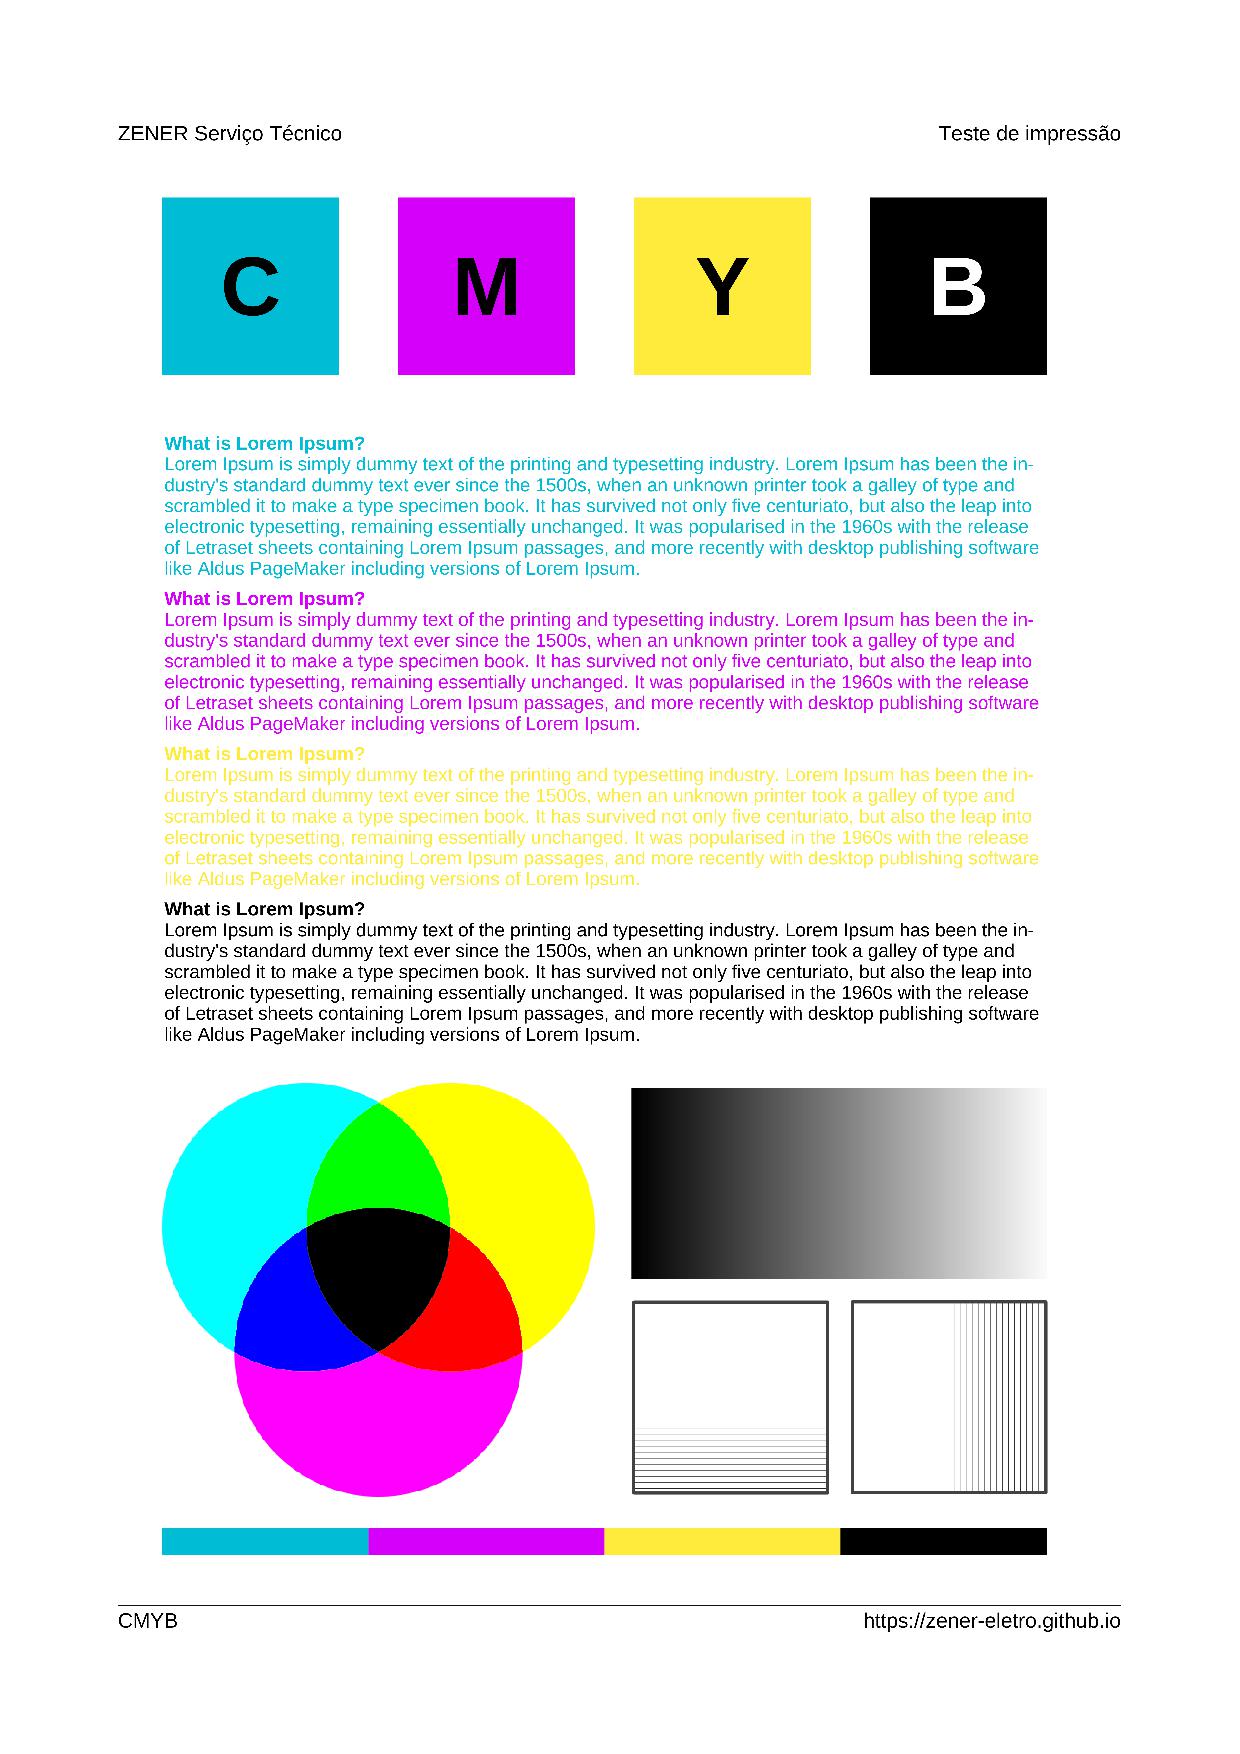 ZENER Serviço Técnico
Teste de impressão
C
M
Y
B
What is Lorem Ipsum?
Lorem Ipsum is simply dummy text of the printing and typesetting industry. Lorem Ipsum has been the in-
dustry's standard dummy text ever since the 1500s, when an unknown printer took a galley of type and
scrambled it to make a type specimen book. It has survived not only five centuriato, but also the leap into
electronic typesetting, remaining essentially unchanged. It was popularised in the 1960s with the release
of Letraset sheets containing Lorem Ipsum passages, and more recently with desktop publishing software
like Aldus PageMaker including versions of Lorem Ipsum.
What is Lorem Ipsum?
Lorem Ipsum is simply dummy text of the printing and typesetting industry. Lorem Ipsum has been the in-
dustry's standard dummy text ever since the 1500s, when an unknown printer took a galley of type and
scrambled it to make a type specimen book. It has survived not only five centuriato, but also the leap into
electronic typesetting, remaining essentially unchanged. It was popularised in the 1960s with the release
of Letraset sheets containing Lorem Ipsum passages, and more recently with desktop publishing software
like Aldus PageMaker including versions of Lorem Ipsum.
What is Lorem Ipsum?
Lorem Ipsum is simply dummy text of the printing and typesetting industry. Lorem Ipsum has been the in-
dustry's standard dummy text ever since the 1500s, when an unknown printer took a galley of type and
scrambled it to make a type specimen book. It has survived not only five centuriato, but also the leap into
electronic typesetting, remaining essentially unchanged. It was popularised in the 1960s with the release
of Letraset sheets containing Lorem Ipsum passages, and more recently with desktop publishing software
like Aldus PageMaker including versions of Lorem Ipsum.
What is Lorem Ipsum?
Lorem Ipsum is simply dummy text of the printing and typesetting industry. Lorem Ipsum has been the in-
dustry's standard dummy text ever since the 1500s, when an unknown printer took a galley of type and
scrambled it to make a type specimen book. It has survived not only five centuriato, but also the leap into
electronic typesetting, remaining essentially unchanged. It was popularised in the 1960s with the release
of Letraset sheets containing Lorem Ipsum passages, and more recently with desktop publishing software
like Aldus PageMaker including versions of Lorem Ipsum.
CMYB
https://zener-eletro.github.io